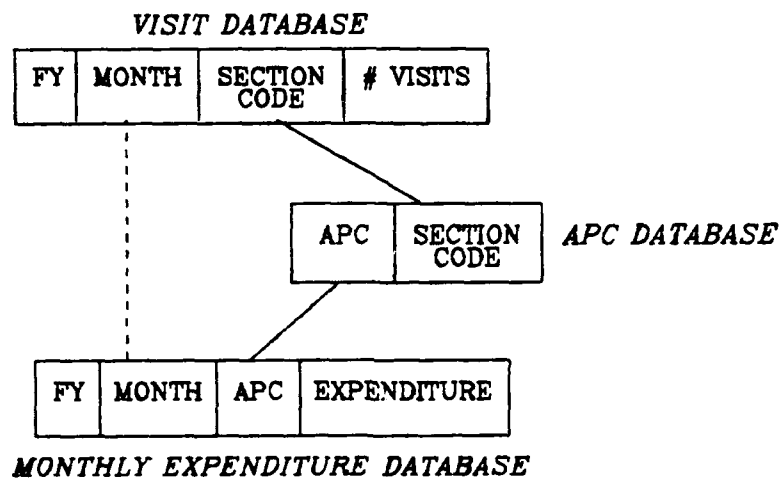 VISIT DATABASE
FY MONTH SECTION CODE # VISITS
APC SECTION CODE APC DATABASE
FY MONTH APC EXPENDITURE
MONTHLY EXPENDITURE DATABASE